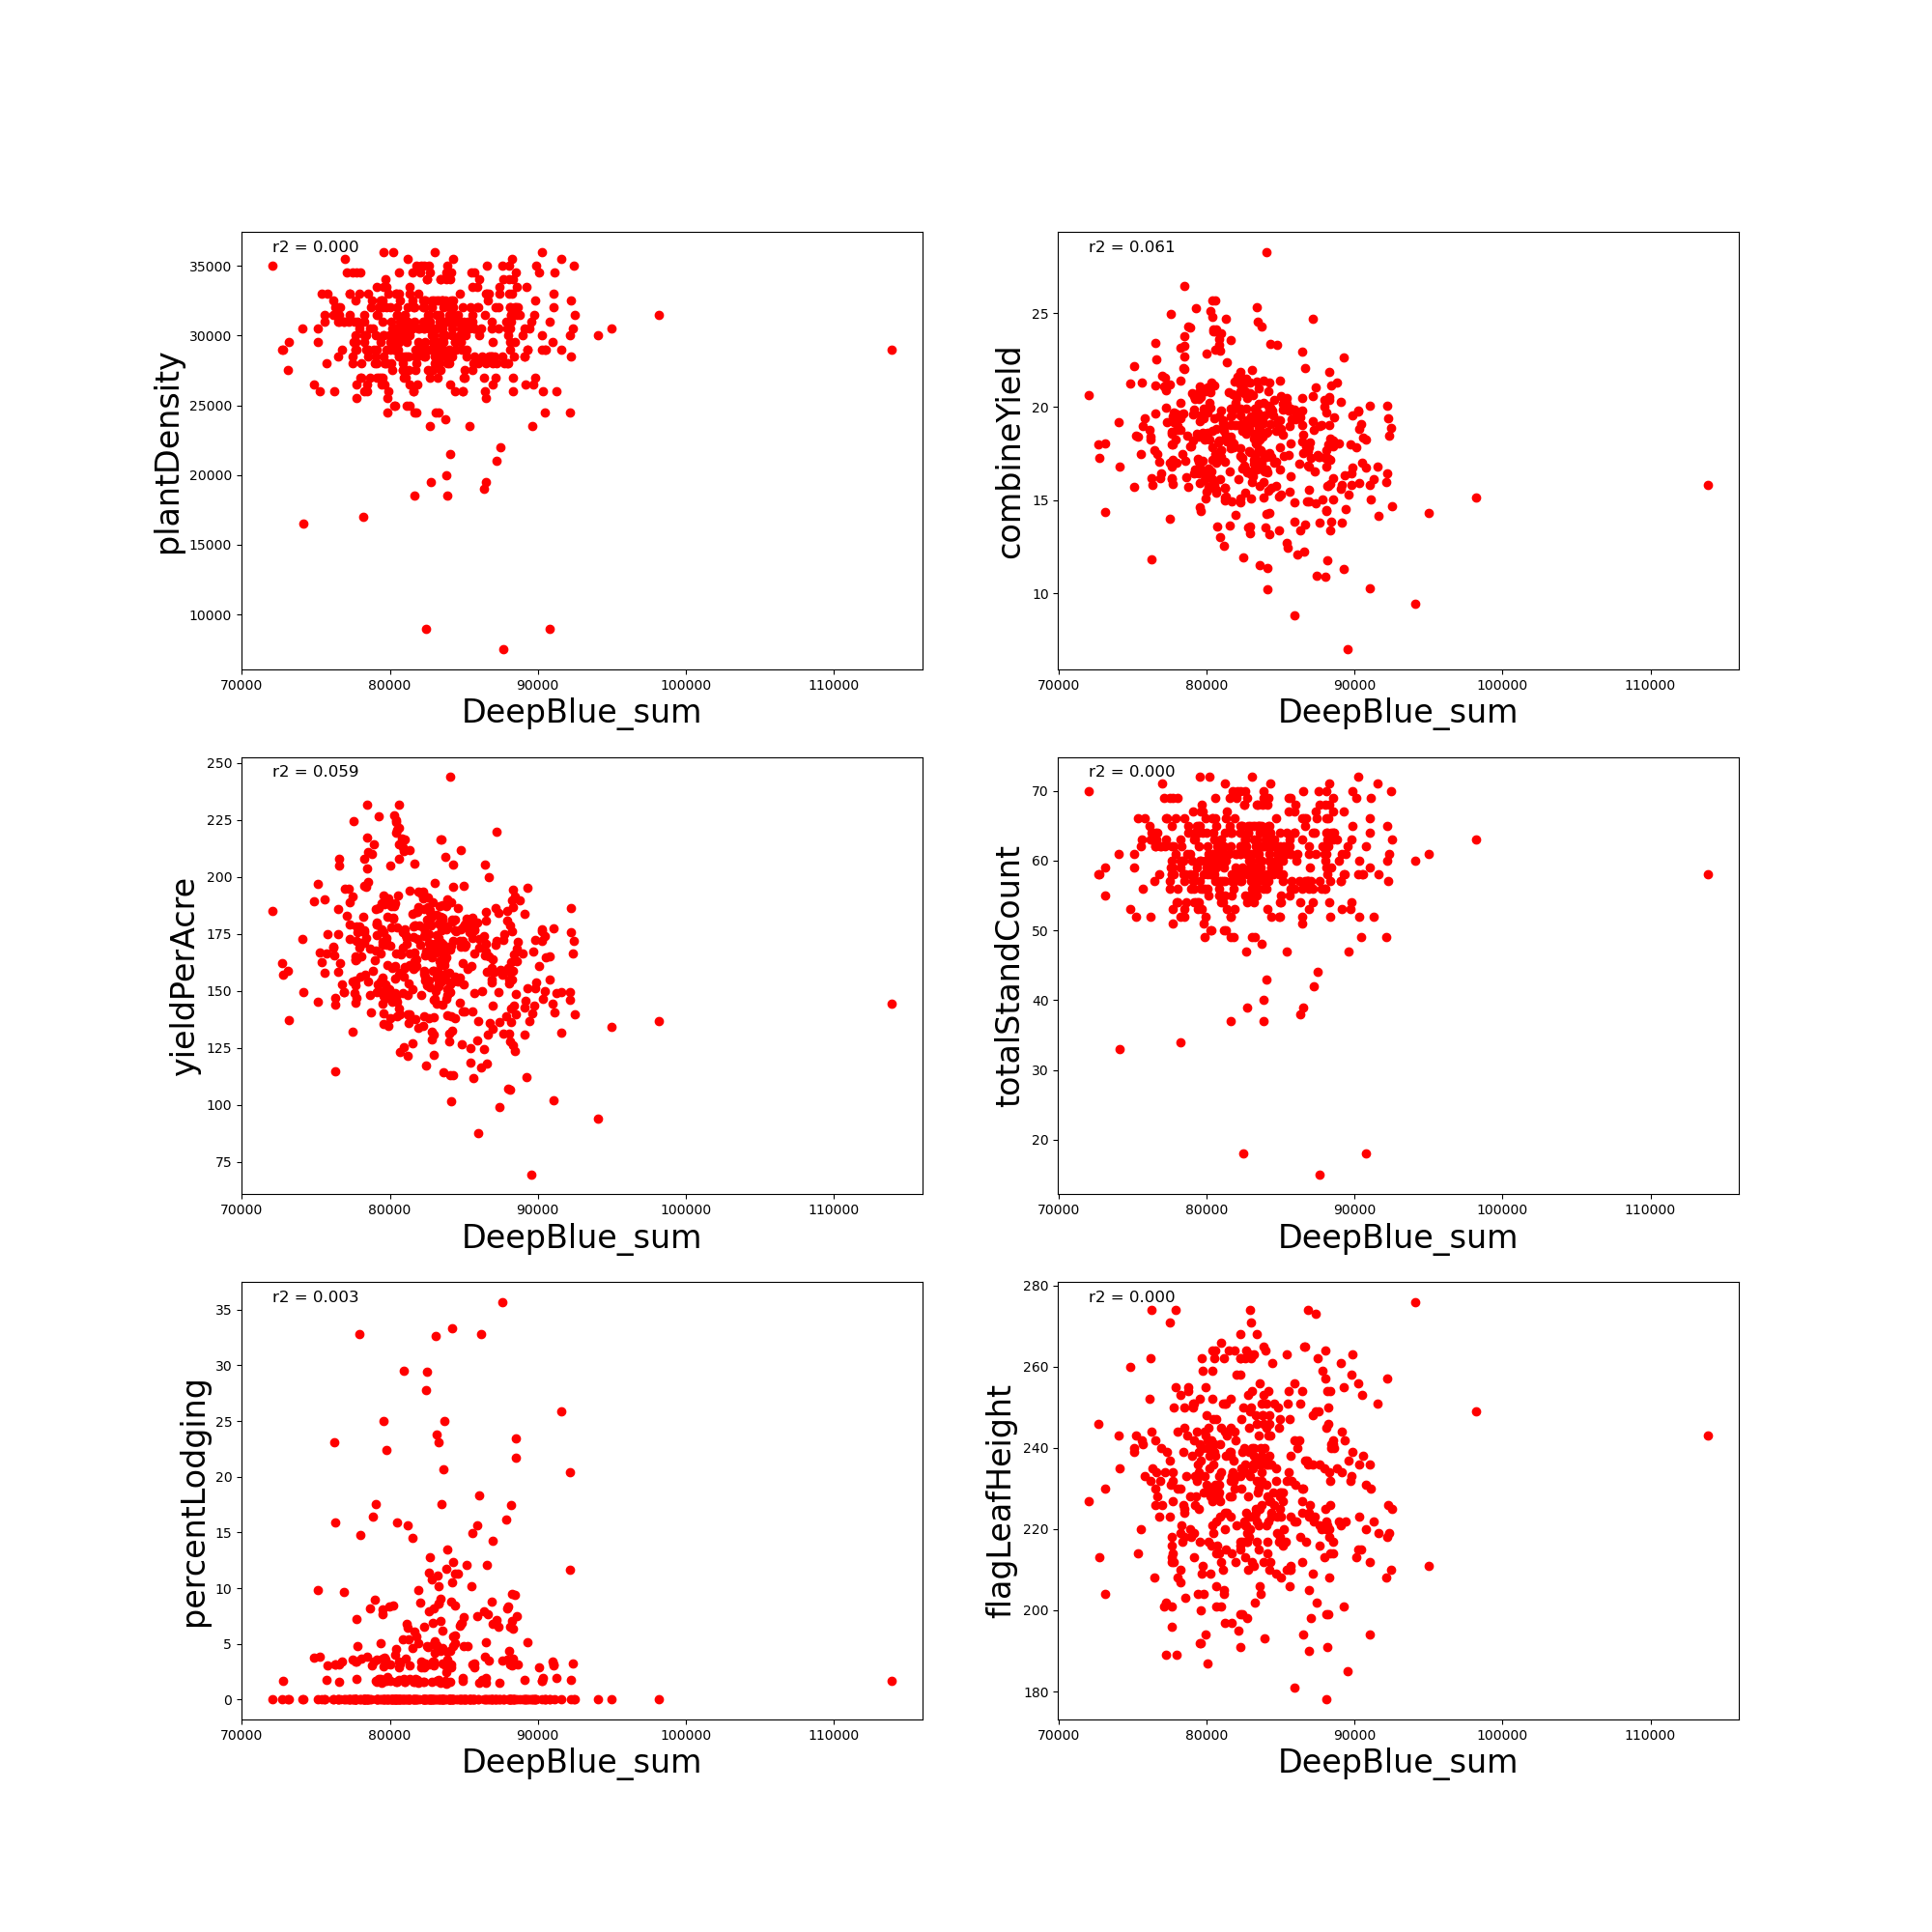 r2 = 0.000
plantDensity
35000
30000
25000
20000
15000
10000
70000 80000 90000 100000 110000
DeepBlue_sum
r2 = 0.061
combineYield
25
20
15
10
70000 80000 90000 100000 110000
DeepBlue_sum
r2 = 0.059
yieldPerAcre
250
225
200
175
150
125
100
75
70000 80000 90000 100000 110000
DeepBlue_sum
r2 = 0.000
totalStandCount
70
60
50
40
30
20
70000 80000 90000 100000 110000
DeepBlue_sum
r2 = 0.003
percentLodging
35
30
25
20
15
10
5
0
70000 80000 90000 100000 110000
DeepBlue_sum
r2 = 0.000
flagLeafHeight
280
260
240
220
200
180
70000 80000 90000 100000 110000
DeepBlue_sum